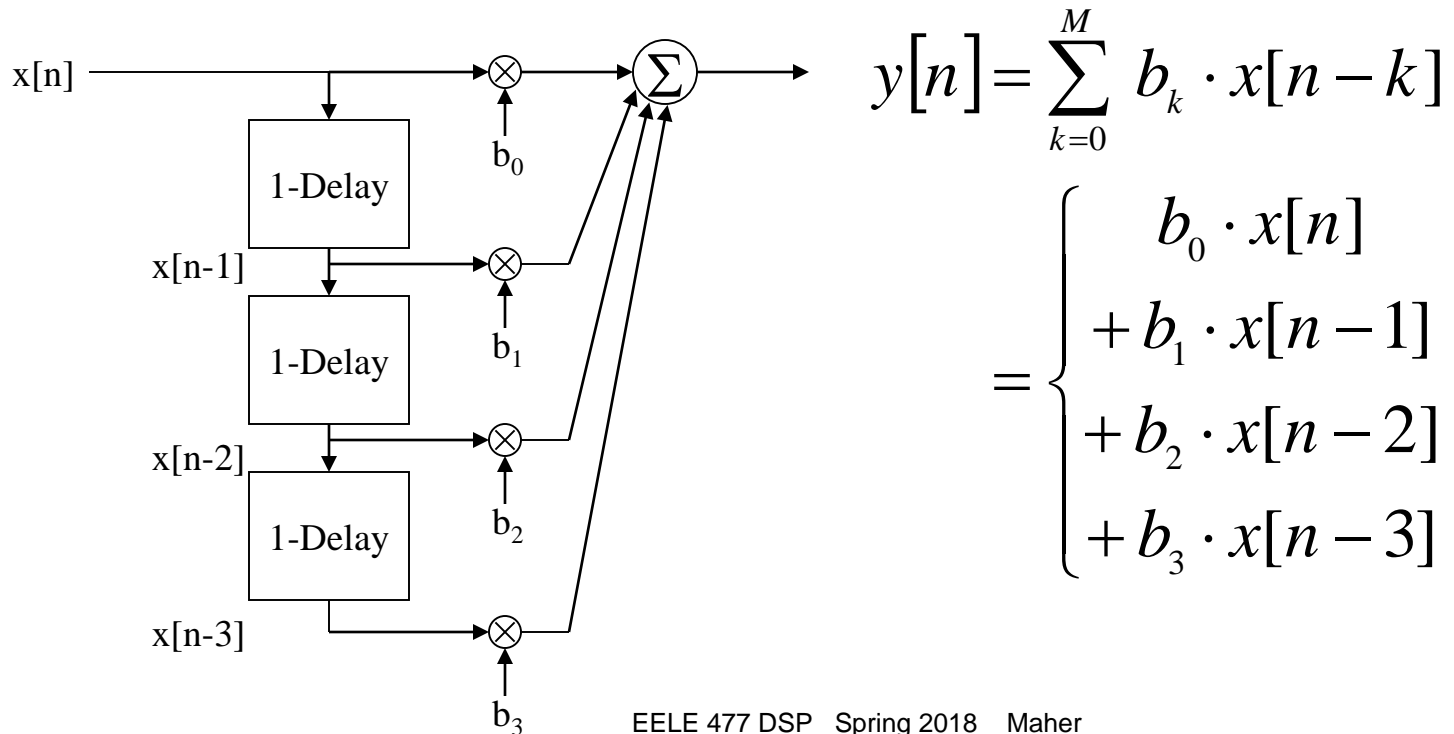 x[n]
Σ
b₀
1-Delay
x[n-1]
b₁
1-Delay
x[n-2]
b₂
1-Delay
x[n-3]
b₃
y[n] = ∑_{k=0}^{M} b_k · x[n − k]
= { b₀ · x[n]
+ b₁ · x[n − 1]
+ b₂ · x[n − 2]
+ b₃ · x[n − 3]
EELE 477 DSP Spring 2018 Maher